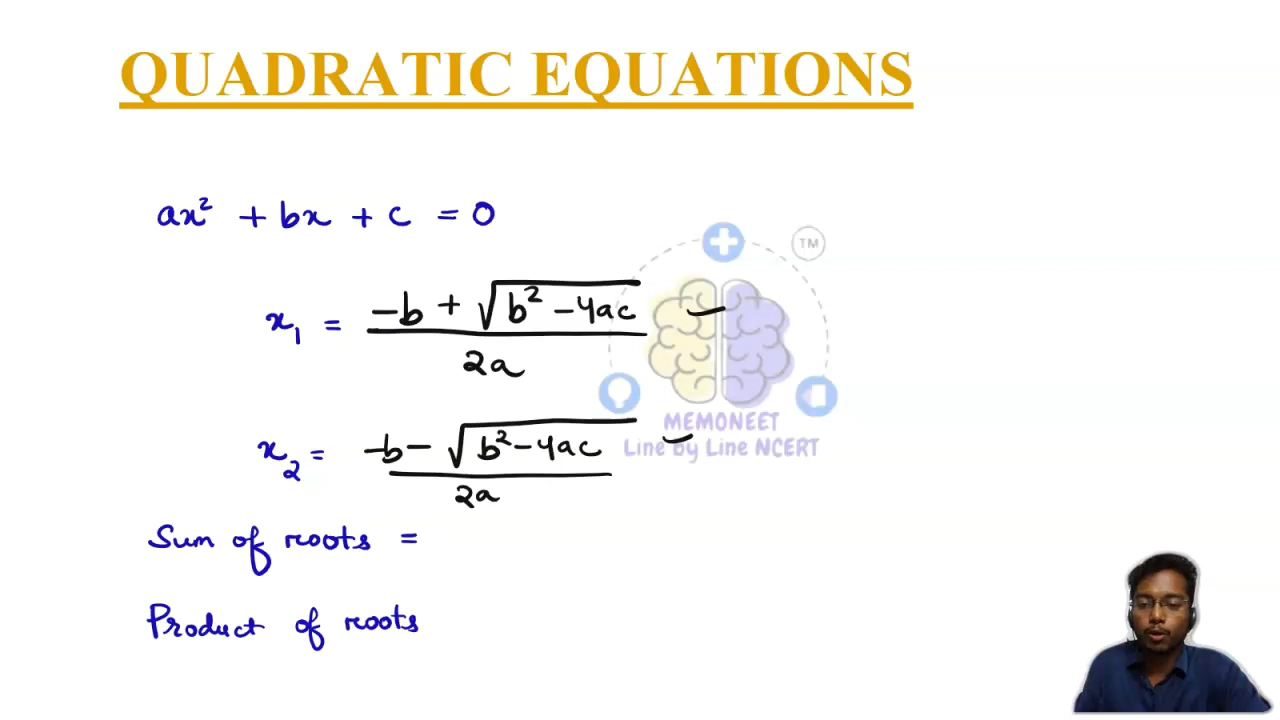 QUADRATIC EQUATIONS
ax² + bx + c = 0
TM
x₁ = (-b + √(b² - 4ac)) / 2a
MEMONEET
Line by Line NCERT
x₂ = (-b - √(b² - 4ac)) / 2a
Sum of roots =
Product of roots